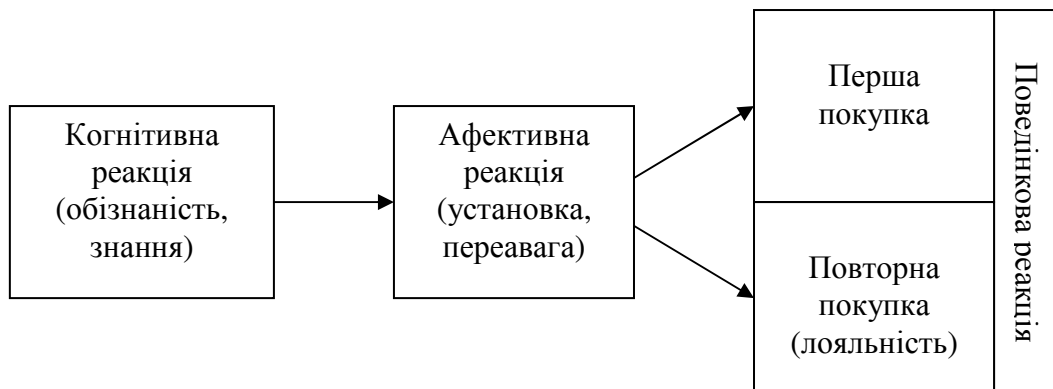 Когнітивна
реакція
(обізнаність,
знання)
Афективна
реакція
(установка,
переавага)
Перша
покупка
Повторна
покупка
(лояльність)
Поведінкова реакція